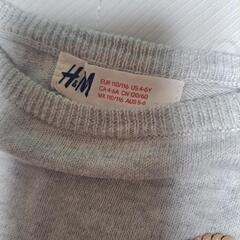 H&M
EUR 110/116 US 4-6Y
CA 4-6A CN 120/60
MX 110/116 AUS 5-6